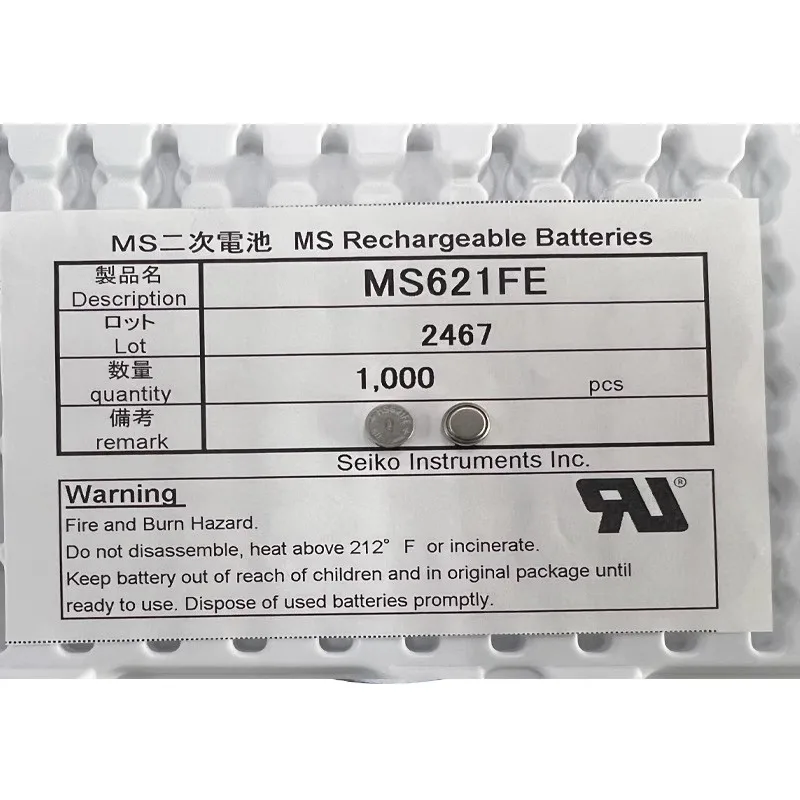 MS二次電池 MS Rechargeable Batteries
製品名
Description
MS621FE
ロット
Lot
2467
数量
quantity
1,000 pcs
備考
remark
Seiko Instruments Inc.
Warning
RU®
Fire and Burn Hazard.
Do not disassemble, heat above 212° F or incinerate.
Keep battery out of reach of children and in original package until
ready to use. Dispose of used batteries promptly.